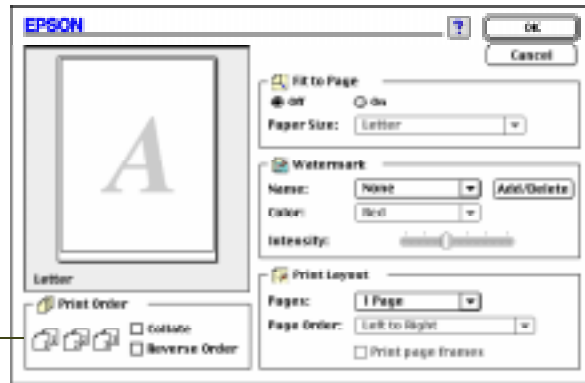 EPSON
?
OK
Cancel
A
Letter
Print Order
Collate
Reverse Order
Fit to Page
Off On
Paper Size: Letter
Watermark
Name: None Add/Delete
Color: Red
Intensity:
Print Layout
Pages: 1 Page
Page Order: Left to Right
Print page frames